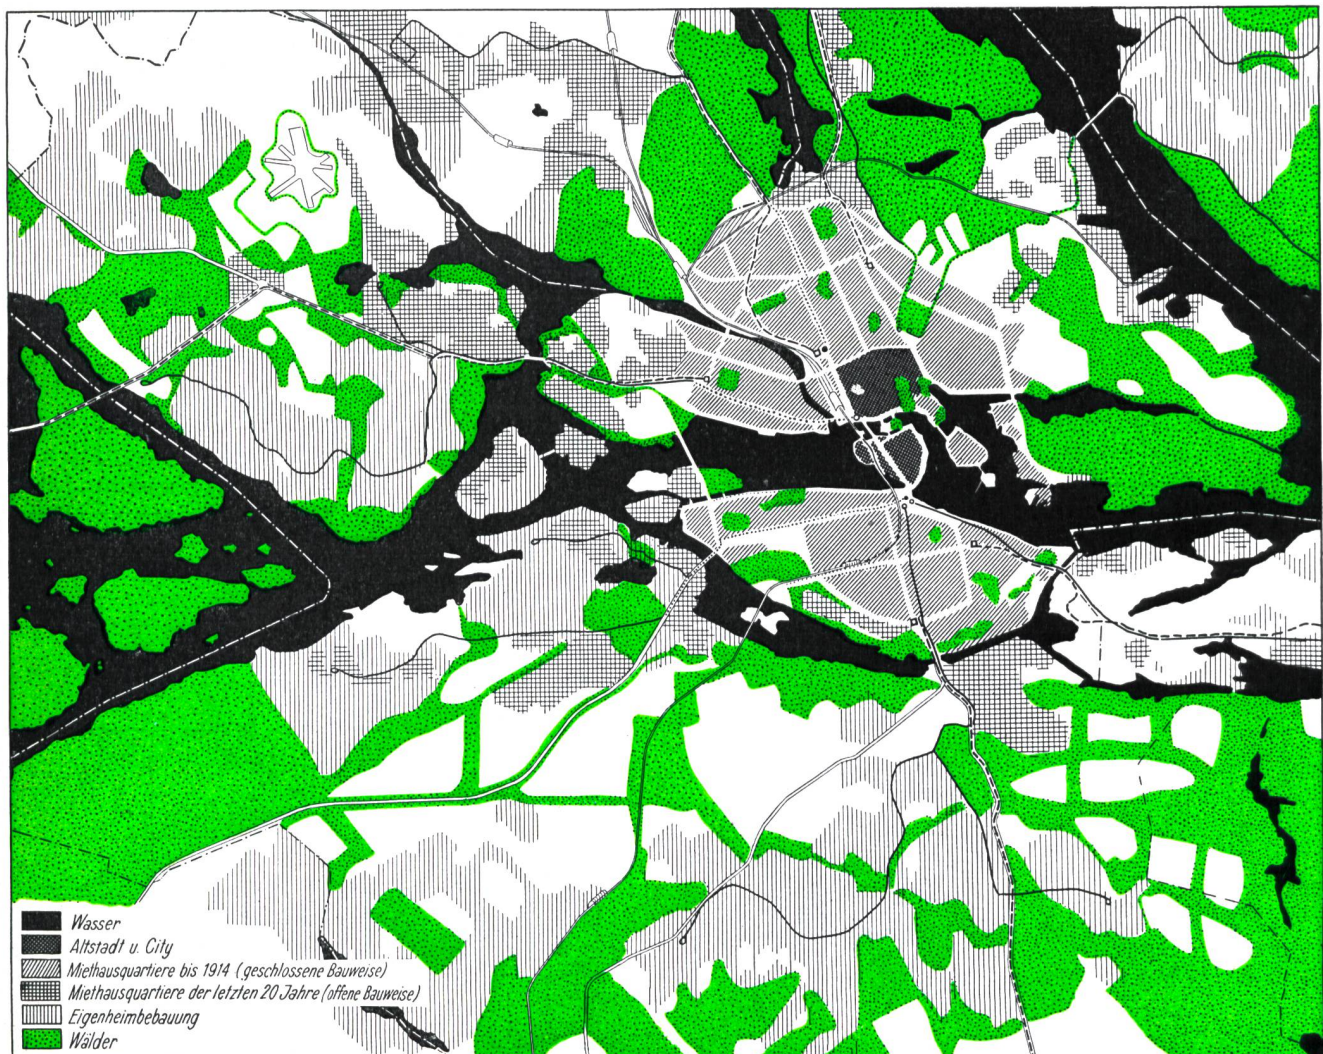 Wasser
Altstadt u. City
Miethausquartiere bis 1914 (geschlossene Bauweise)
Miethausquartiere der letzten 20 Jahre (offene Bauweise)
Eigenheimbebauung
Wälder